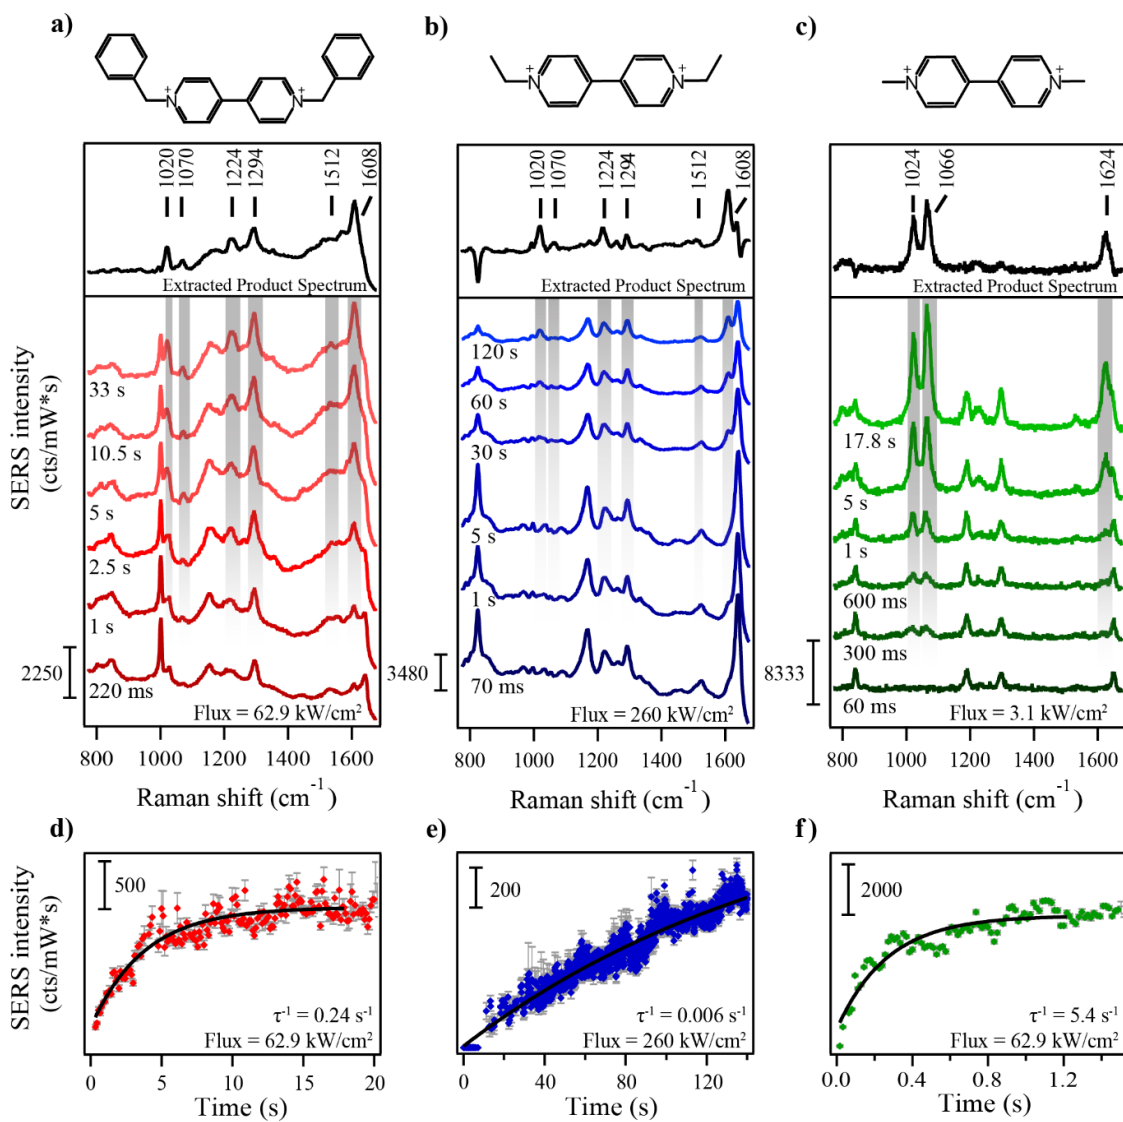 a)
b)
c)
N
+
N
+
N
+
N
+
N
+
N
+
1020
1070
1224
1294
1512
1608
Extracted Product Spectrum
1020
1070
1224
1294
1512
1608
Extracted Product Spectrum
1024
1066
1624
Extracted Product Spectrum
SERS intensity
(cts/mW*s)
33 s
10.5 s
5 s
2.5 s
1 s
220 ms
2250
Flux = 62.9 kW/cm²
120 s
60 s
30 s
5 s
1 s
70 ms
3480
Flux = 260 kW/cm²
17.8 s
5 s
1 s
600 ms
300 ms
60 ms
8333
Flux = 3.1 kW/cm²
800 1000 1200 1400 1600
Raman shift (cm⁻¹)
800 1000 1200 1400 1600
Raman shift (cm⁻¹)
800 1000 1200 1400 1600
Raman shift (cm⁻¹)
d)
e)
f)
SERS intensity
(cts/mW*s)
500
τ⁻¹ = 0.24 s⁻¹
Flux = 62.9 kW/cm²
0 5 10 15 20
Time (s)
200
τ⁻¹ = 0.006 s⁻¹
Flux = 260 kW/cm²
0 40 80 120
Time (s)
2000
τ⁻¹ = 5.4 s⁻¹
Flux = 62.9 kW/cm²
0.0 0.4 0.8 1.2
Time (s)